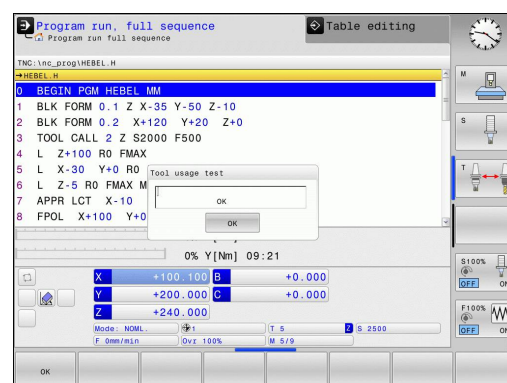 Program run, full sequence
Program run full sequence
Table editing
TNC:\nc_prog\HEBEL.H
→HEBEL.H
0 BEGIN PGM HEBEL MM
1 BLK FORM 0.1 Z X-35 Y-50 Z-10
2 BLK FORM 0.2 X+120 Y+20 Z+0
3 TOOL CALL 2 Z S2000 F500
4 L Z+100 R0 FMAX
5 L X-30 Y+0 R0
6 L Z-5 R0 FMAX M
7 APPR LCT X-10
8 FPOL X+100 Y+0
Tool usage test
OK
OK
0% Y[Nm] 09:21
X +100.100 B +0.000
Y +200.000 C +0.000
Z +240.000
Mode: NOML. 1 T 5 Z S 2500
F 0mm/min Ovr 100% M 5/9
M
S
T
S100%
OFF ON
F100%
OFF ON
OK